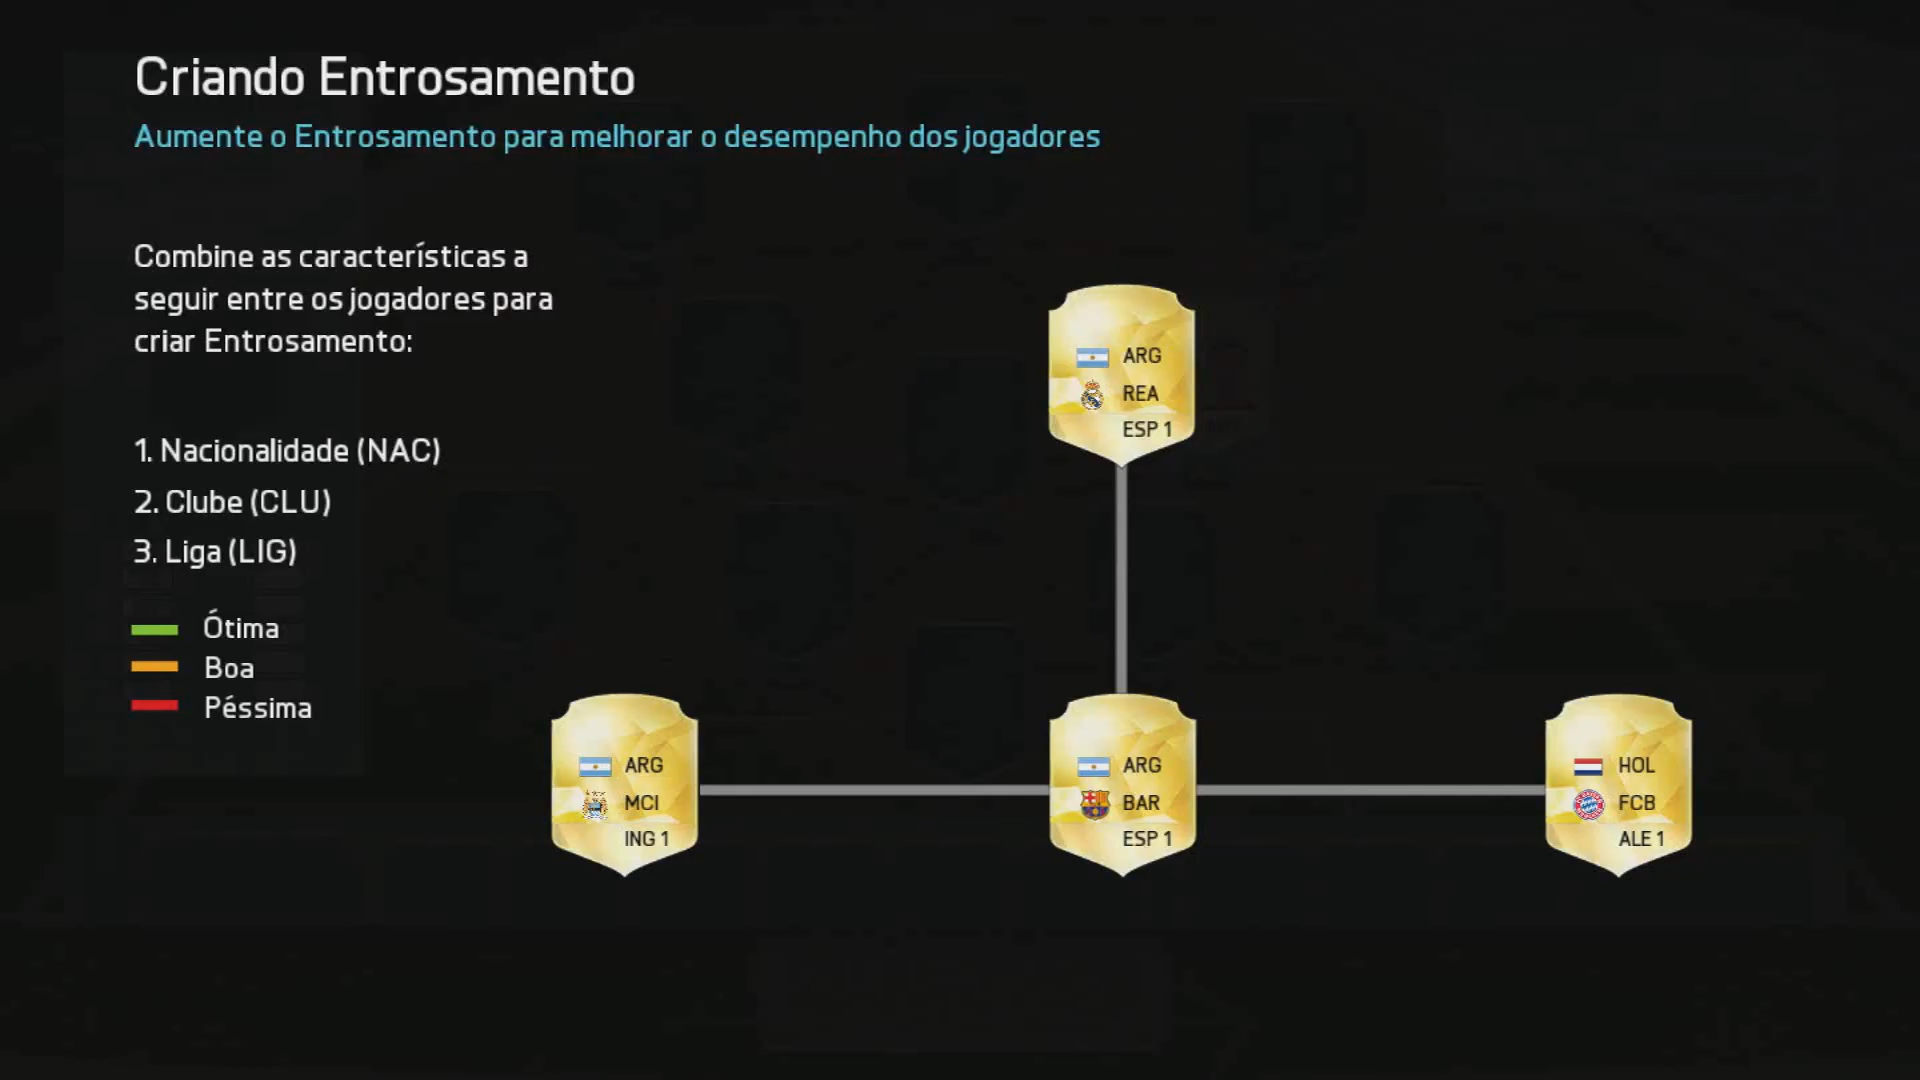 Criando Entrosamento
Aumente o Entrosamento para melhorar o desempenho dos jogadores
Combine as características a
seguir entre os jogadores para
criar Entrosamento:
1. Nacionalidade (NAC)
2. Clube (CLU)
3. Liga (LIG)
Ótima
Boa
Péssima
ARG
REA
ESP 1
ARG
MCI
ING 1
ARG
BAR
ESP 1
HOL
FCB
ALE 1